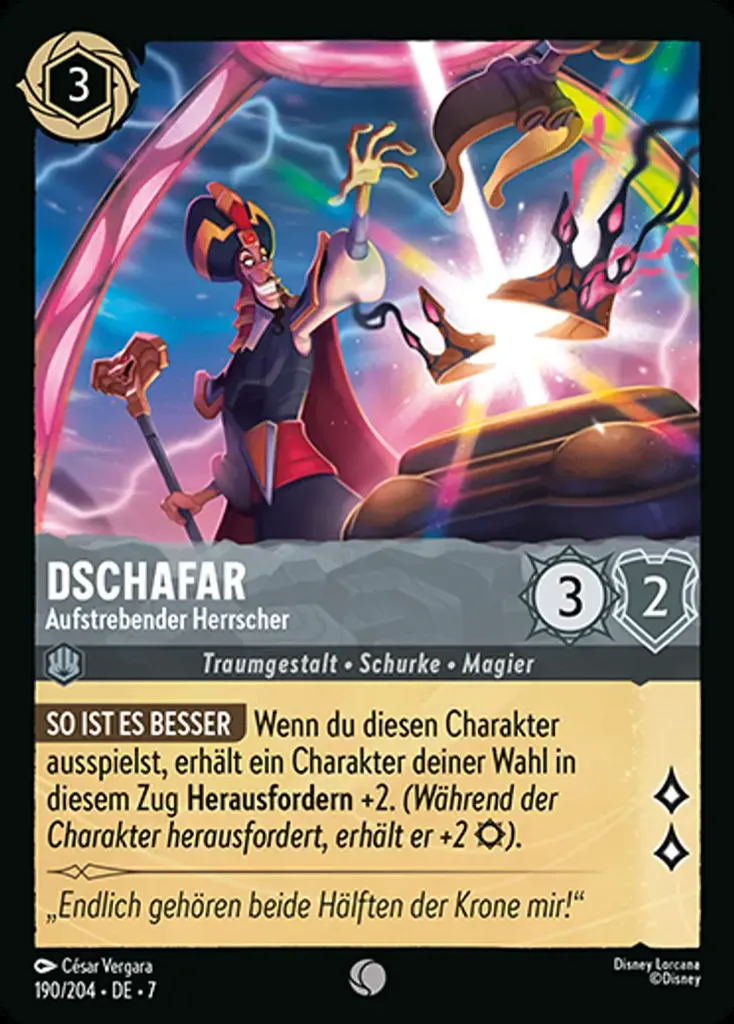 3
DSCHAFAR
Aufstrebender Herrscher
3
2
Traumgestalt • Schurke • Magier
SO IST ES BESSER Wenn du diesen Charakter
ausspielst, erhält ein Charakter deiner Wahl in
diesem Zug Herausfordern +2. (Während der
Charakter herausfordert, erhält er +2 ).
„Endlich gehören beide Hälften der Krone mir!“
César Vergara
190/204 • DE • 7
Disney Lorcana
©Disney